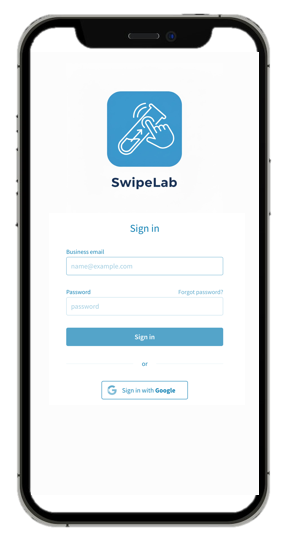 SwipeLab
Sign in
Business email
name@example.com
Password Forgot password?
password
Sign in
or
Sign in with Google